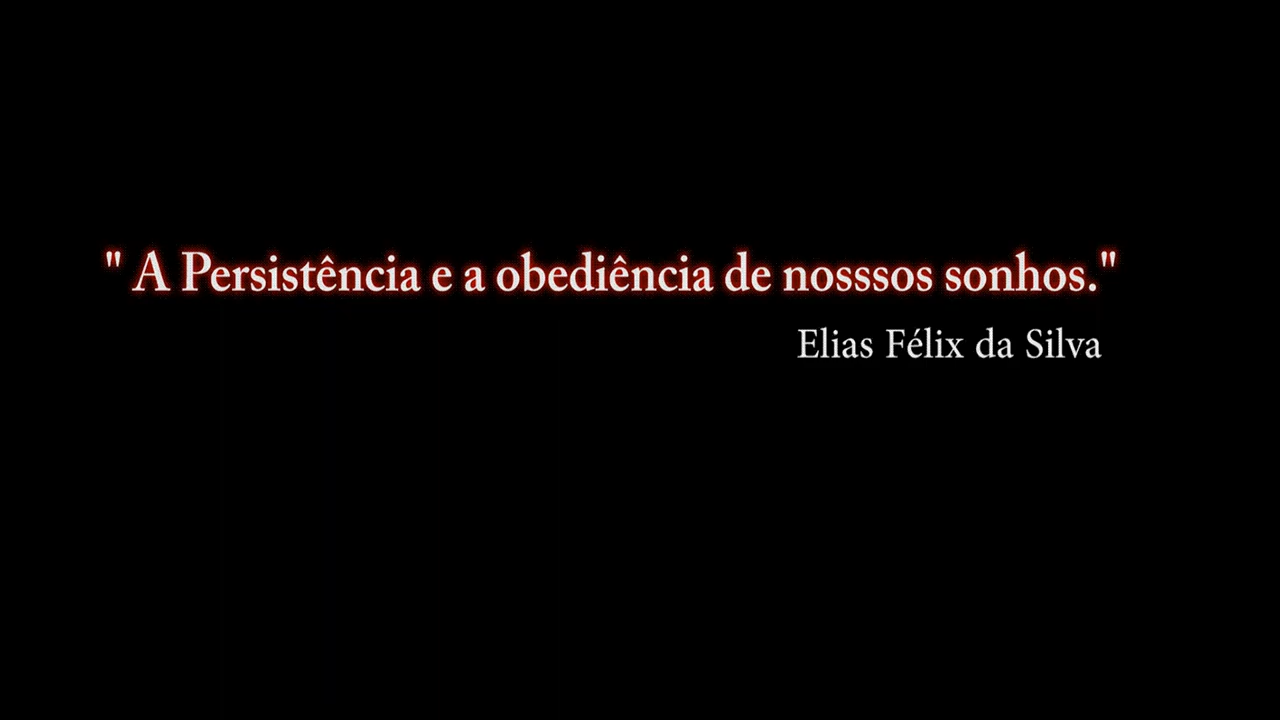 " A Persistência e a obediência de nosssos sonhos."
Elias Félix da Silva